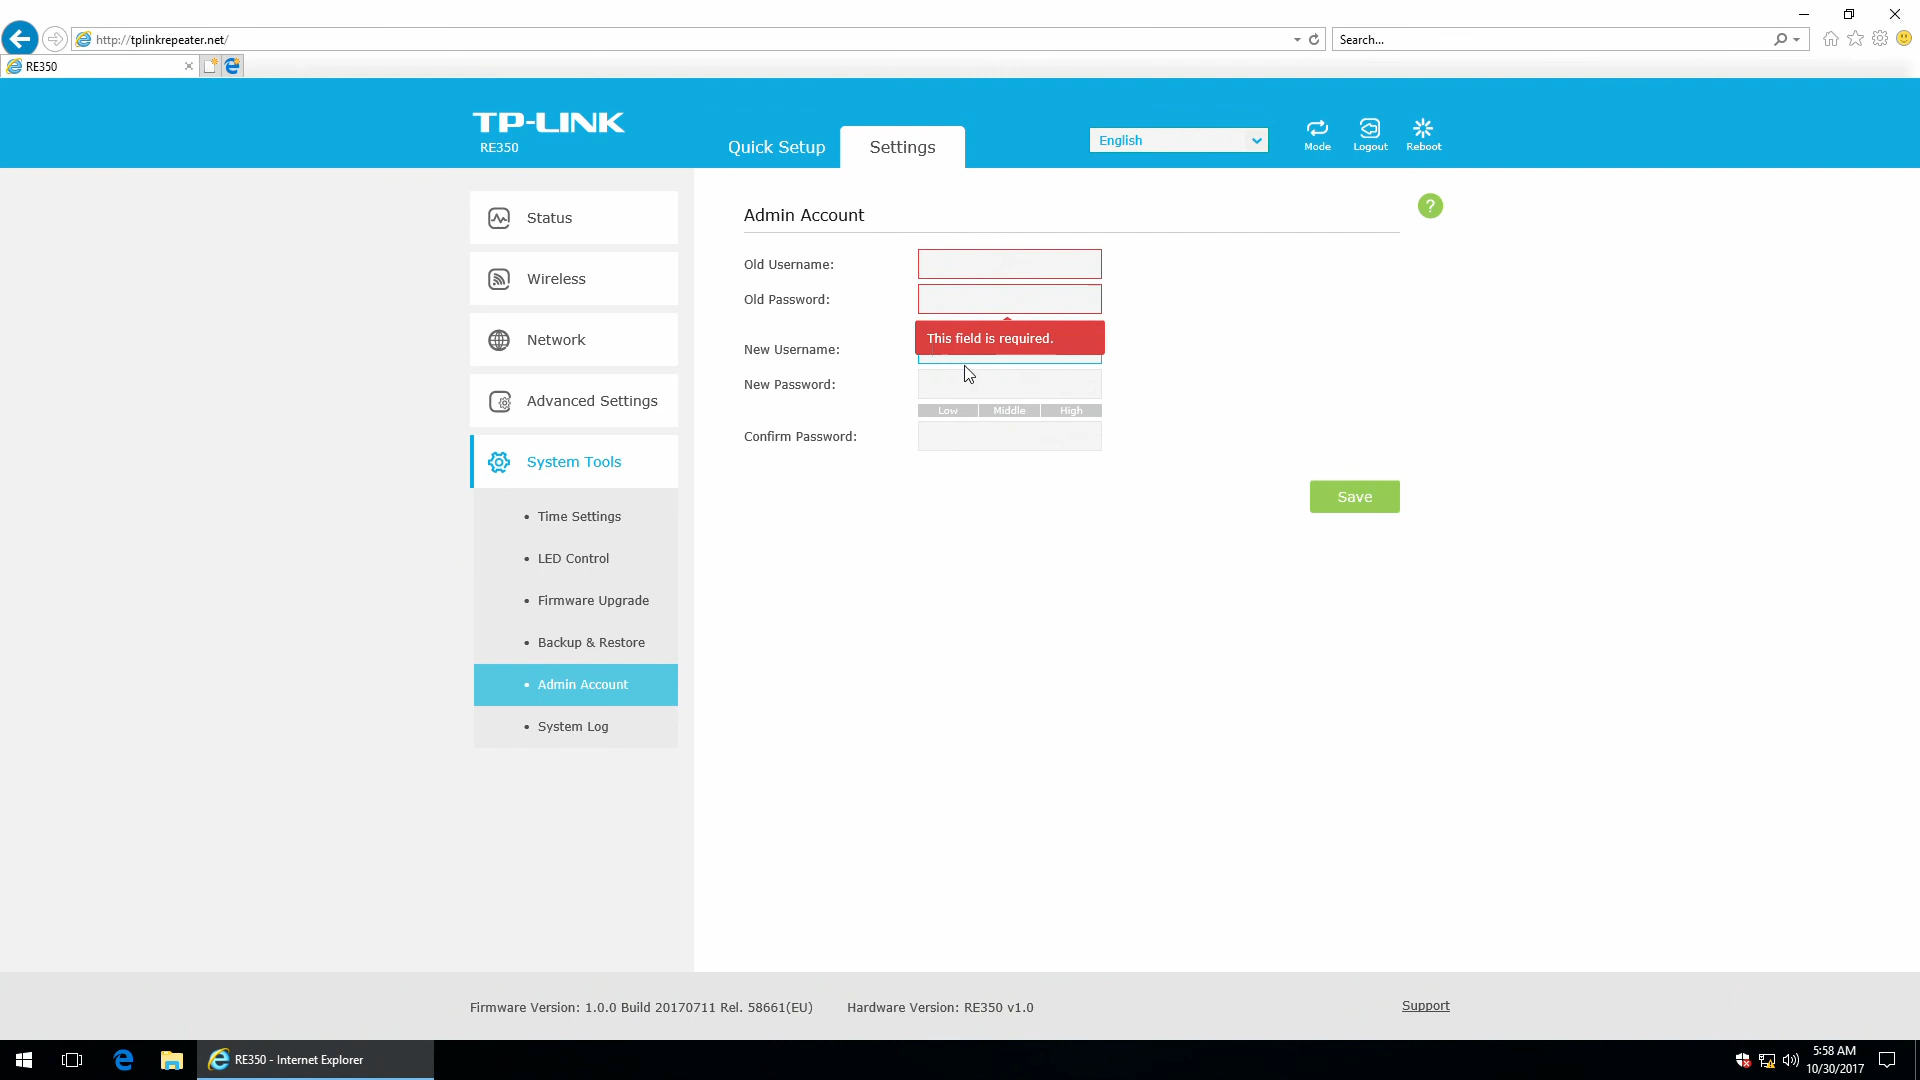 http://tplinkrepeater.net/
Search...
RE350
TP-LINK
RE350
Quick Setup
Settings
English
Mode
Logout
Reboot
Status
Wireless
Network
Advanced Settings
System Tools
• Time Settings
• LED Control
• Firmware Upgrade
• Backup & Restore
• Admin Account
• System Log
Admin Account
?
Old Username:
Old Password:
This field is required.
New Username:
New Password:
Low Middle High
Confirm Password:
Save
Firmware Version: 1.0.0 Build 20170711 Rel. 58661(EU) Hardware Version: RE350 v1.0
Support
RE350 - Internet Explorer
5:58 AM
10/30/2017